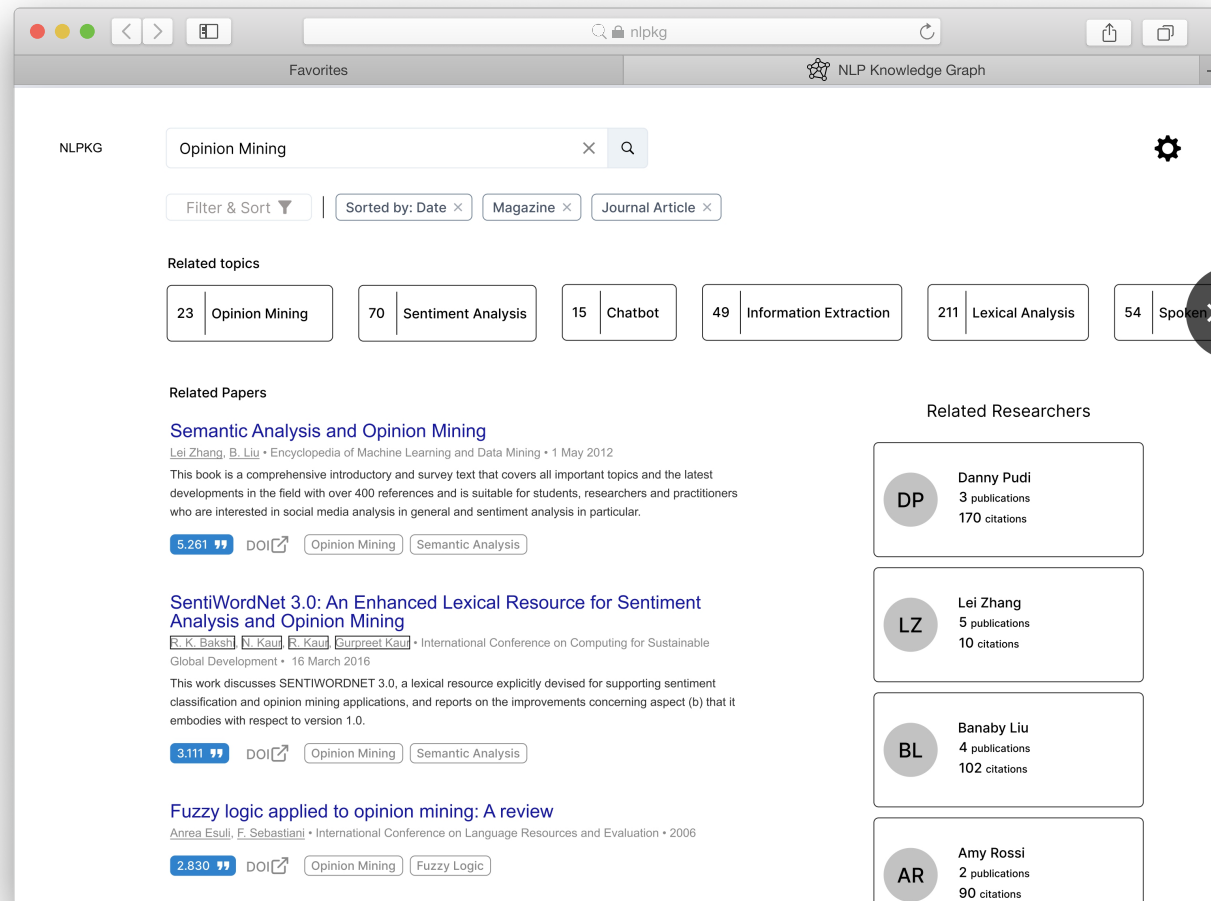 nlpkg
Favorites
NLP Knowledge Graph
NLPKG
Opinion Mining
Filter & Sort
Sorted by: Date ×
Magazine ×
Journal Article ×
Related topics
23 Opinion Mining
70 Sentiment Analysis
15 Chatbot
49 Information Extraction
211 Lexical Analysis
54 Spoken
Related Papers
Semantic Analysis and Opinion Mining
Lei Zhang, B. Liu • Encyclopedia of Machine Learning and Data Mining • 1 May 2012
This book is a comprehensive introductory and survey text that covers all important topics and the latest
developments in the field with over 400 references and is suitable for students, researchers and practitioners
who are interested in social media analysis in general and sentiment analysis in particular.
5.261
DOI
Opinion Mining
Semantic Analysis
SentiWordNet 3.0: An Enhanced Lexical Resource for Sentiment
Analysis and Opinion Mining
R. K. Bakshi, N. Kaur, R. Kaur, Gurpreet Kaur • International Conference on Computing for Sustainable
Global Development • 16 March 2016
This work discusses SENTIWORDNET 3.0, a lexical resource explicitly devised for supporting sentiment
classification and opinion mining applications, and reports on the improvements concerning aspect (b) that it
embodies with respect to version 1.0.
3.111
DOI
Opinion Mining
Semantic Analysis
Fuzzy logic applied to opinion mining: A review
Anrea Esuli, F. Sebastiani • International Conference on Language Resources and Evaluation • 2006
2.830
DOI
Opinion Mining
Fuzzy Logic
Related Researchers
DP
Danny Pudi
3 publications
170 citations
LZ
Lei Zhang
5 publications
10 citations
BL
Banaby Liu
4 publications
102 citations
AR
Amy Rossi
2 publications
90 citations